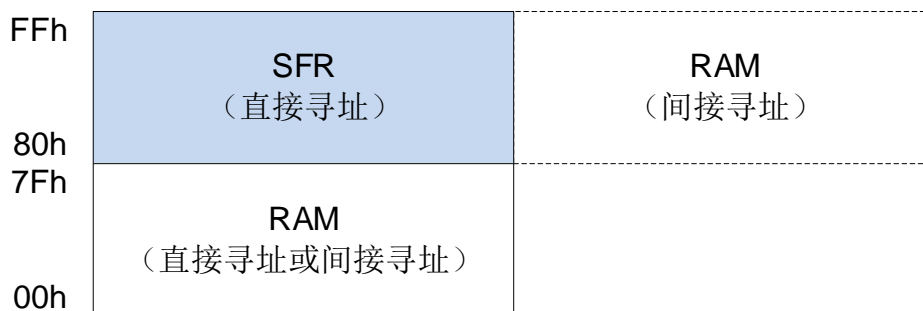 FFh
SFR
（直接寻址）
RAM
（间接寻址）
80h
7Fh
RAM
（直接寻址或间接寻址）
00h